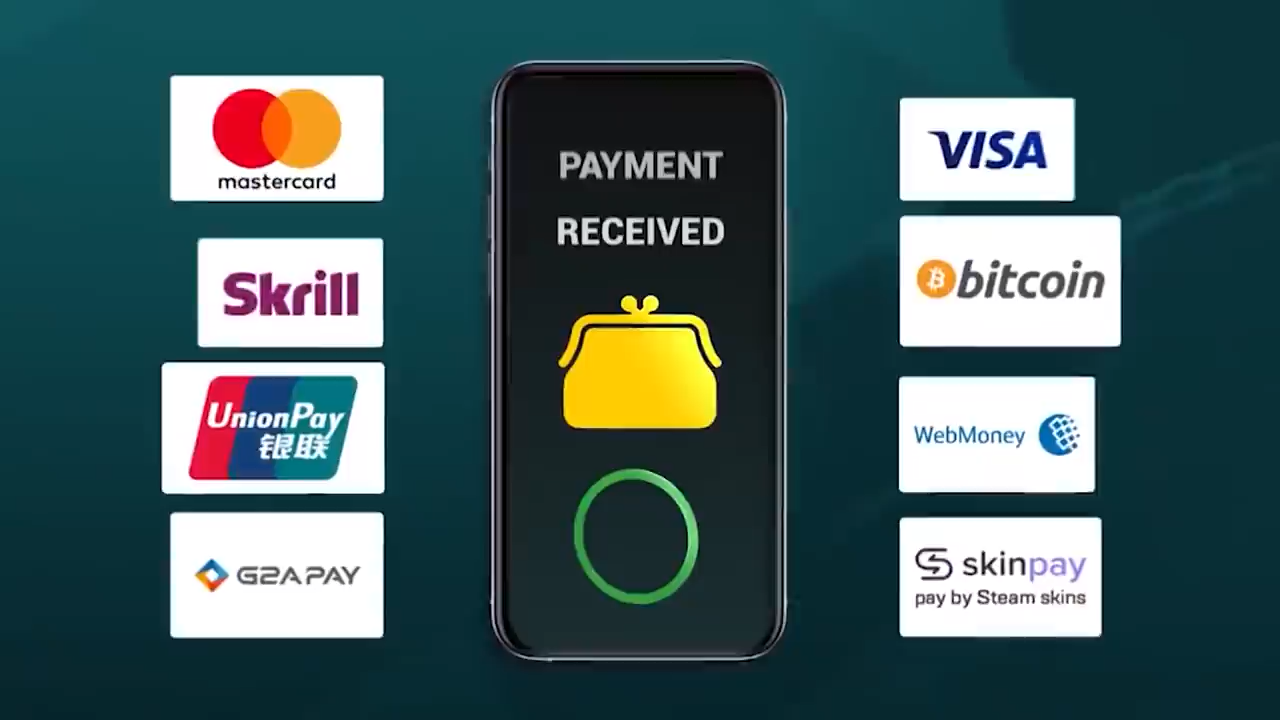 mastercard
Skrill
UnionPay
银联
G2A PAY
PAYMENT
RECEIVED
VISA
bitcoin
WebMoney
skinpay
pay by Steam skins